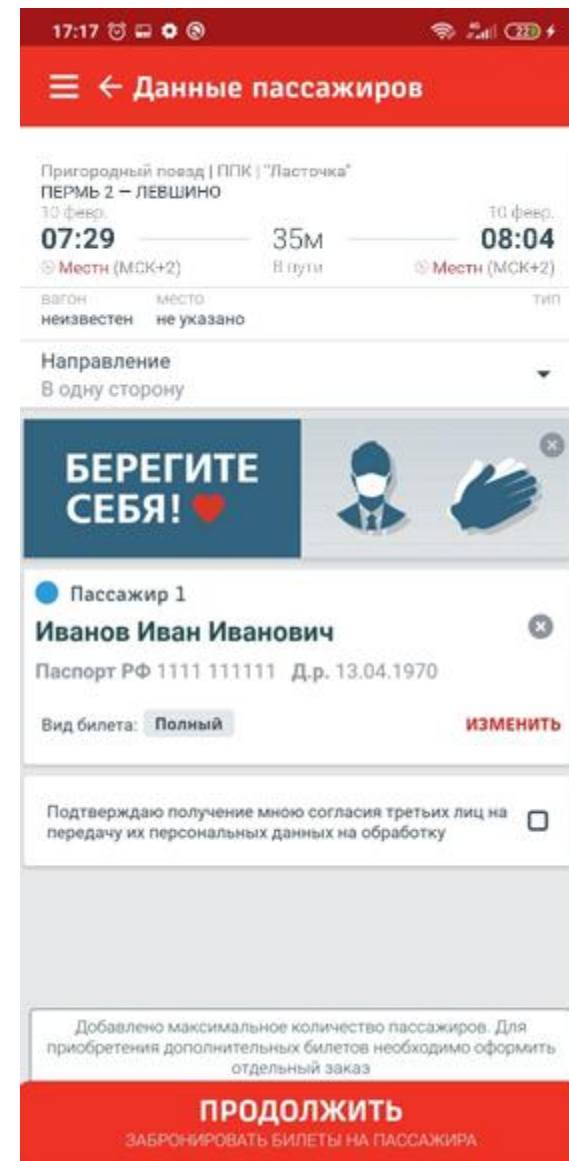 17:17
220
Данные пассажиров
Пригородный поезд | ППК | "Ласточка"
ПЕРМЬ 2 — ЛЕВШИНО
10 февр. 10 февр.
07:29 35м 08:04
Местн (МСК+2) В пути Местн (МСК+2)
вагон место тип
неизвестен не указано
Направление
В одну сторону
БЕРЕГИТЕ
СЕБЯ!
Пассажир 1
Иванов Иван Иванович
Паспорт РФ 1111 111111 Д.р. 13.04.1970
Вид билета: Полный ИЗМЕНИТЬ
Подтверждаю получение мною согласия третьих лиц на
передачу их персональных данных на обработку
Добавлено максимальное количество пассажиров. Для
приобретения дополнительных билетов необходимо оформить
отдельный заказ
ПРОДОЛЖИТЬ
ЗАБРОНИРОВАТЬ БИЛЕТЫ НА ПАССАЖИРА